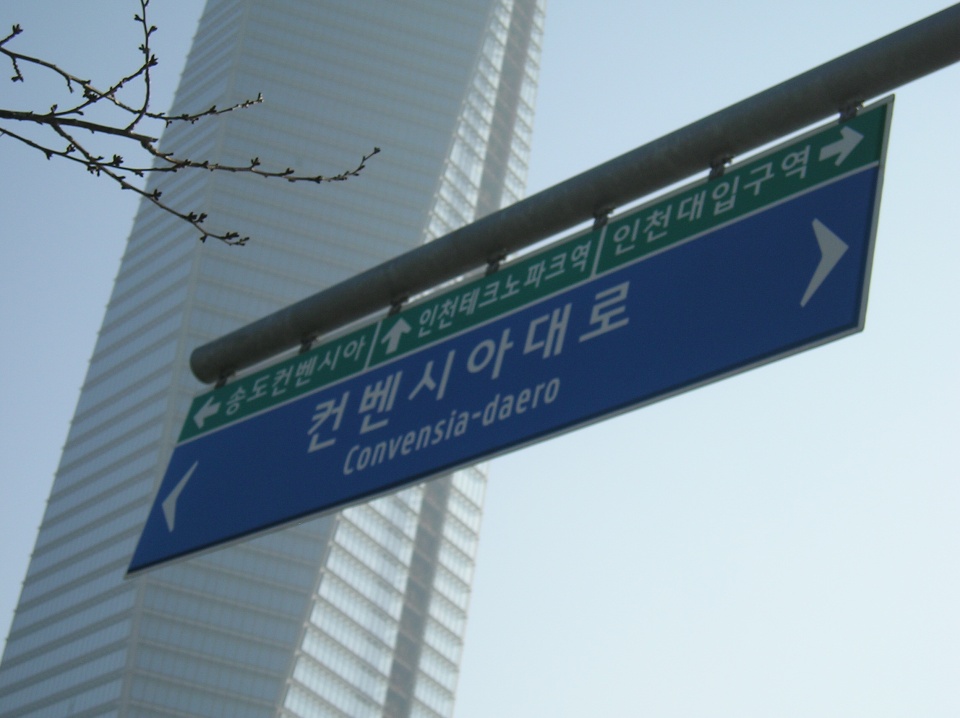 ← 송도컨벤시아 ↑ 인천테크노파크역 인천대입구역 →
컨벤시아대로
Convensia-daero